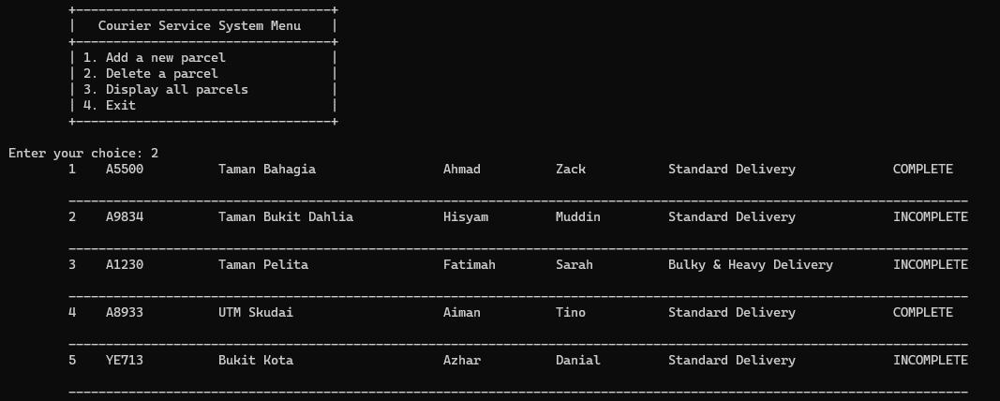 +----------------------------------+
|   Courier Service System Menu    |
+----------------------------------+
| 1. Add a new parcel              |
| 2. Delete a parcel               |
| 3. Display all parcels           |
| 4. Exit                          |
+----------------------------------+
Enter your choice: 2
1    A5500          Taman Bahagia                 Ahmad          Zack           Standard Delivery             COMPLETE
2    A9834          Taman Bukit Dahlia            Hisyam         Muddin         Standard Delivery             INCOMPLETE
3    A1230          Taman Pelita                  Fatimah        Sarah          Bulky & Heavy Delivery        INCOMPLETE
4    A8933          UTM Skudai                    Aiman          Tino           Standard Delivery             COMPLETE
5    YE713          Bukit Kota                    Azhar          Danial         Standard Delivery             INCOMPLETE